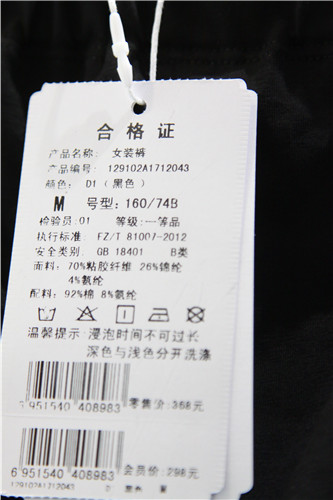 合格证
产品名称： 女装裤
产品编号： 129102A1712043
颜色： D1（黑色）
M 号型：160/74B
检验员：01 等级：一等品
执行标准： FZ/T 81007-2012
安全类别： GB 18401 B类
面料：70%粘胶纤维 26%锦纶
4%氨纶
配料：92%棉 8%氨纶
温馨提示：浸泡时间不可过长
深色与浅色分开洗涤
6 951540 408983 零售价：368元
6 951540 408983 会员价：298元
129102A1712043 2 黑色 M